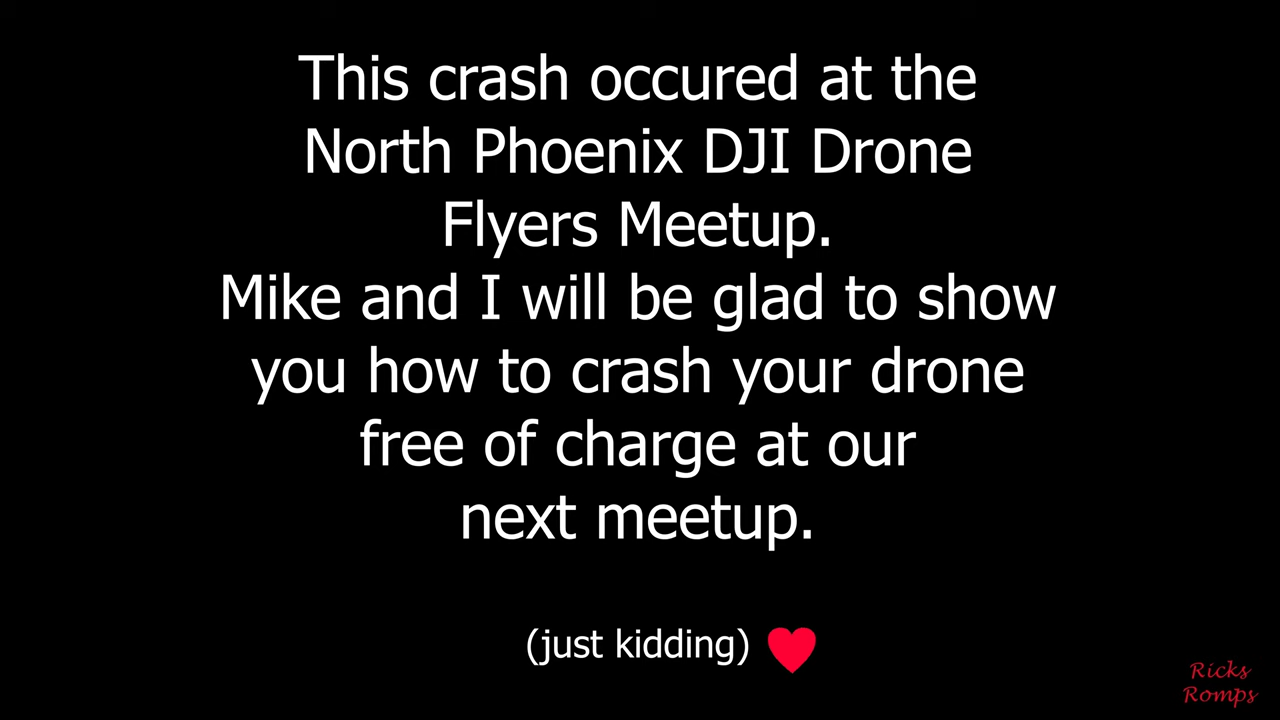 This crash occured at the
North Phoenix DJI Drone
Flyers Meetup.
Mike and I will be glad to show
you how to crash your drone
free of charge at our
next meetup.
(just kidding)
Ricks
Romps